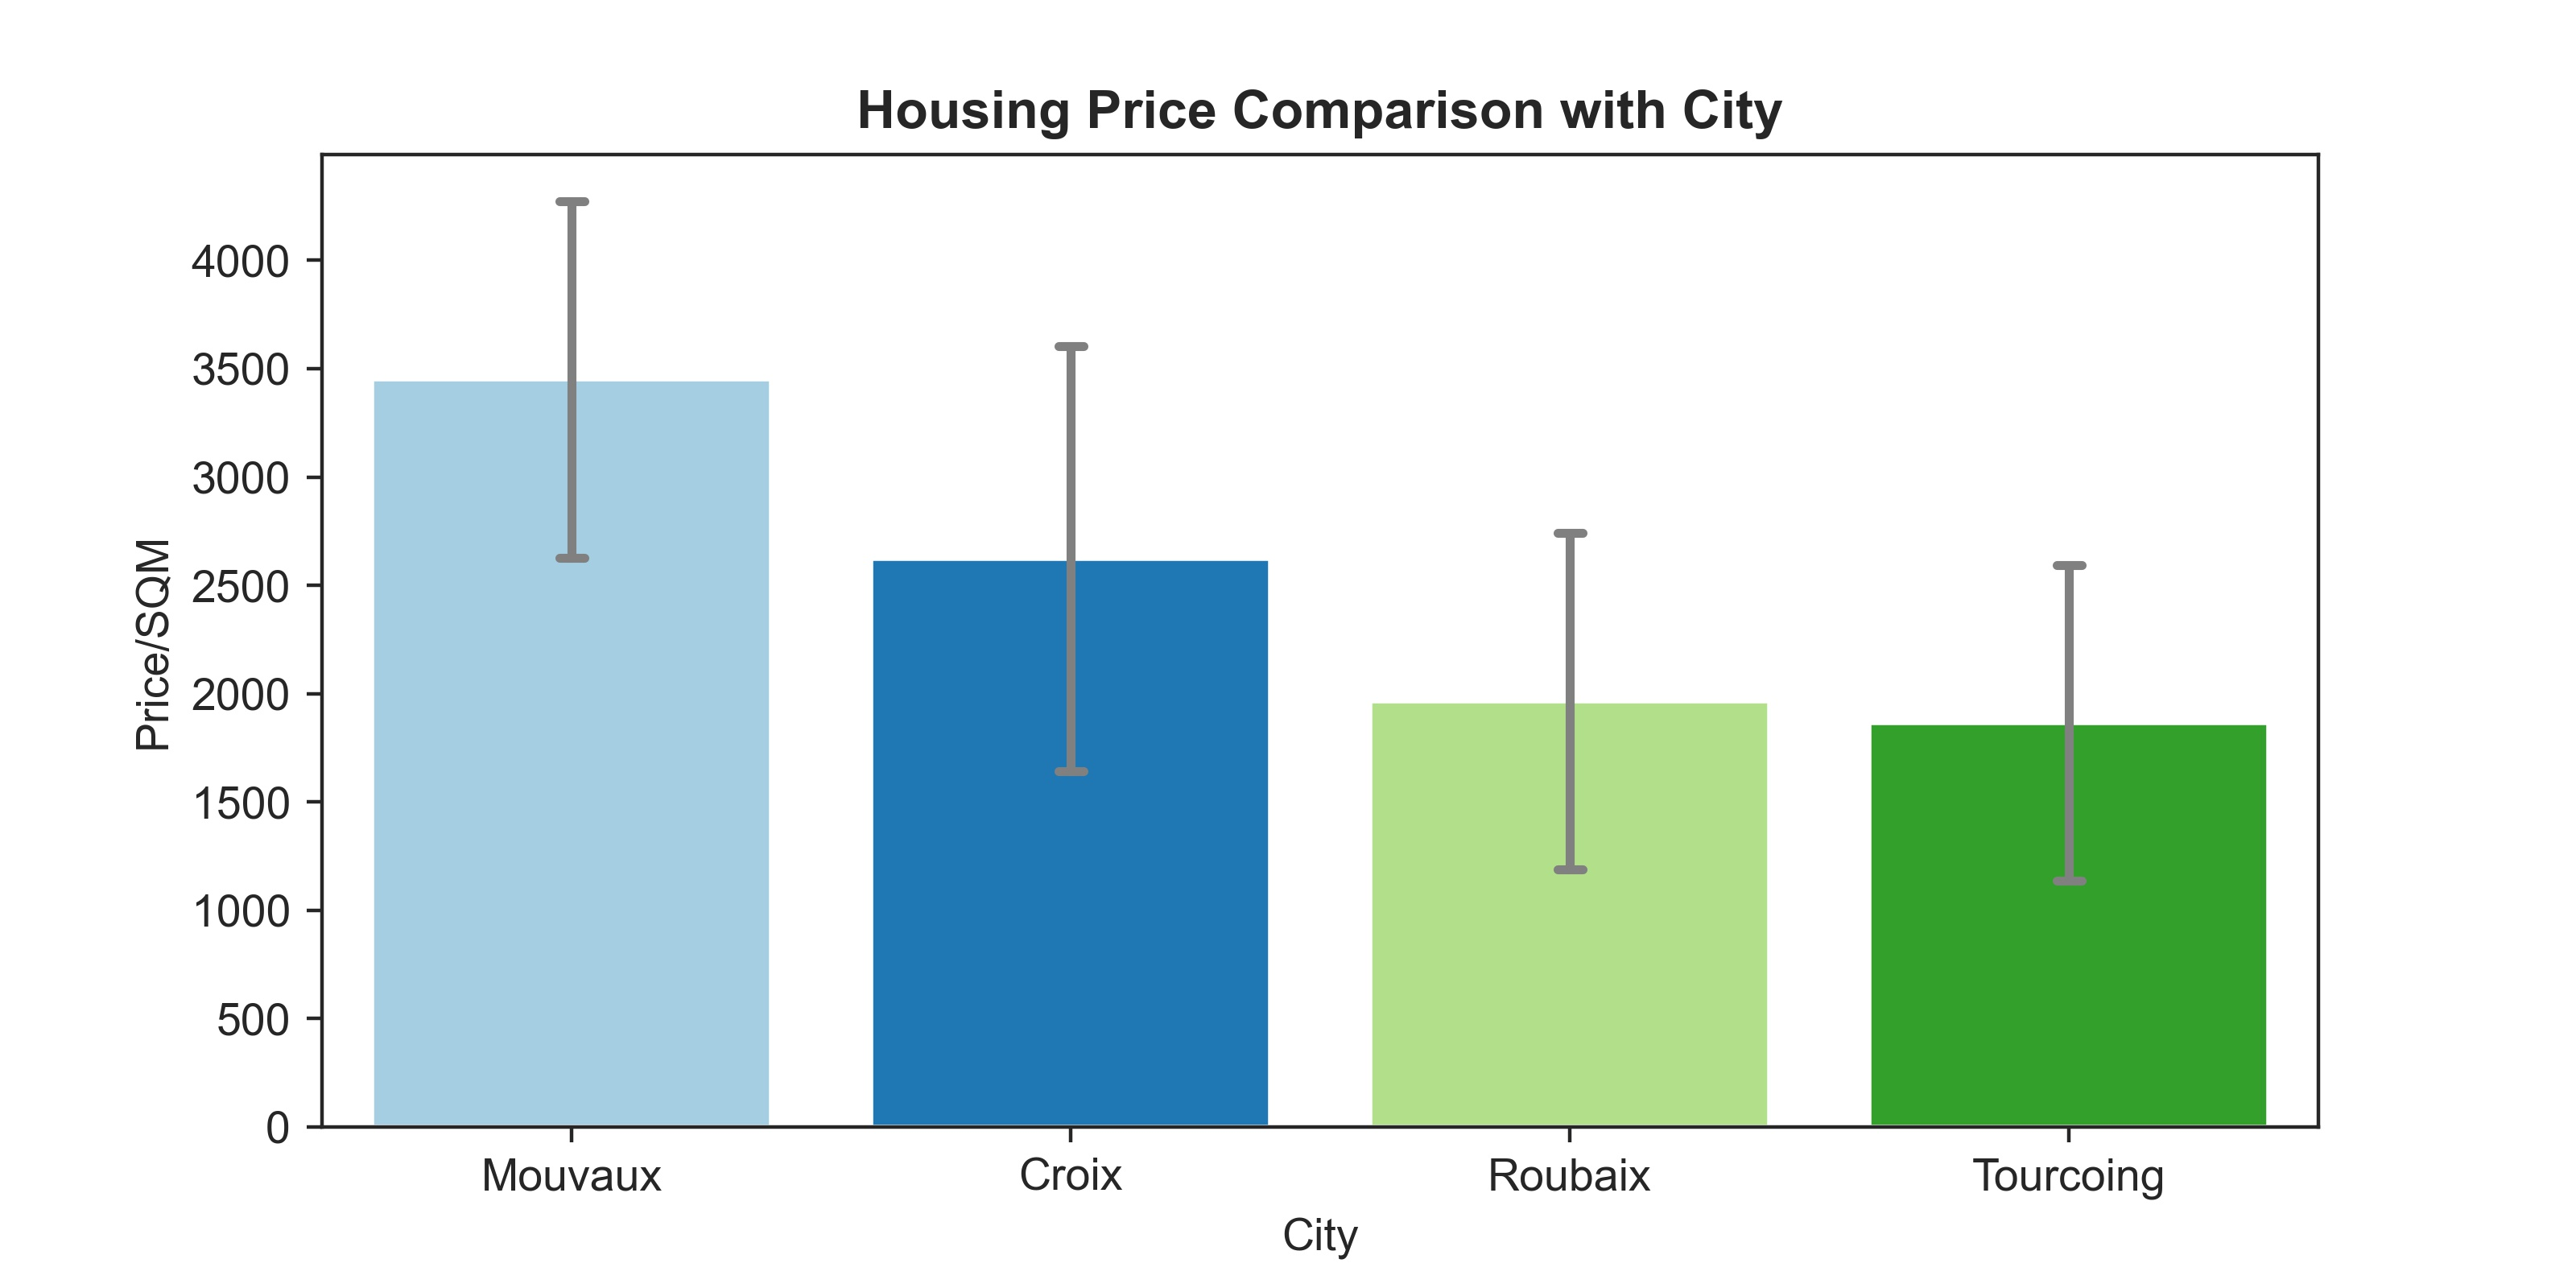 Housing Price Comparison with City
Price/SQM
4000
3500
3000
2500
2000
1500
1000
500
0
Mouvaux
Croix
Roubaix
Tourcoing
City